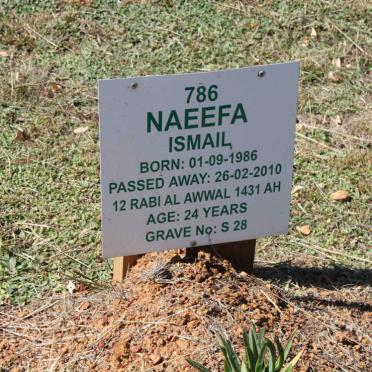 786
NAEEFA
ISMAIL
BORN: 01-09-1986
PASSED AWAY: 26-02-2010
12 RABI AL AWWAL 1431 AH
AGE: 24 YEARS
GRAVE No: S 28